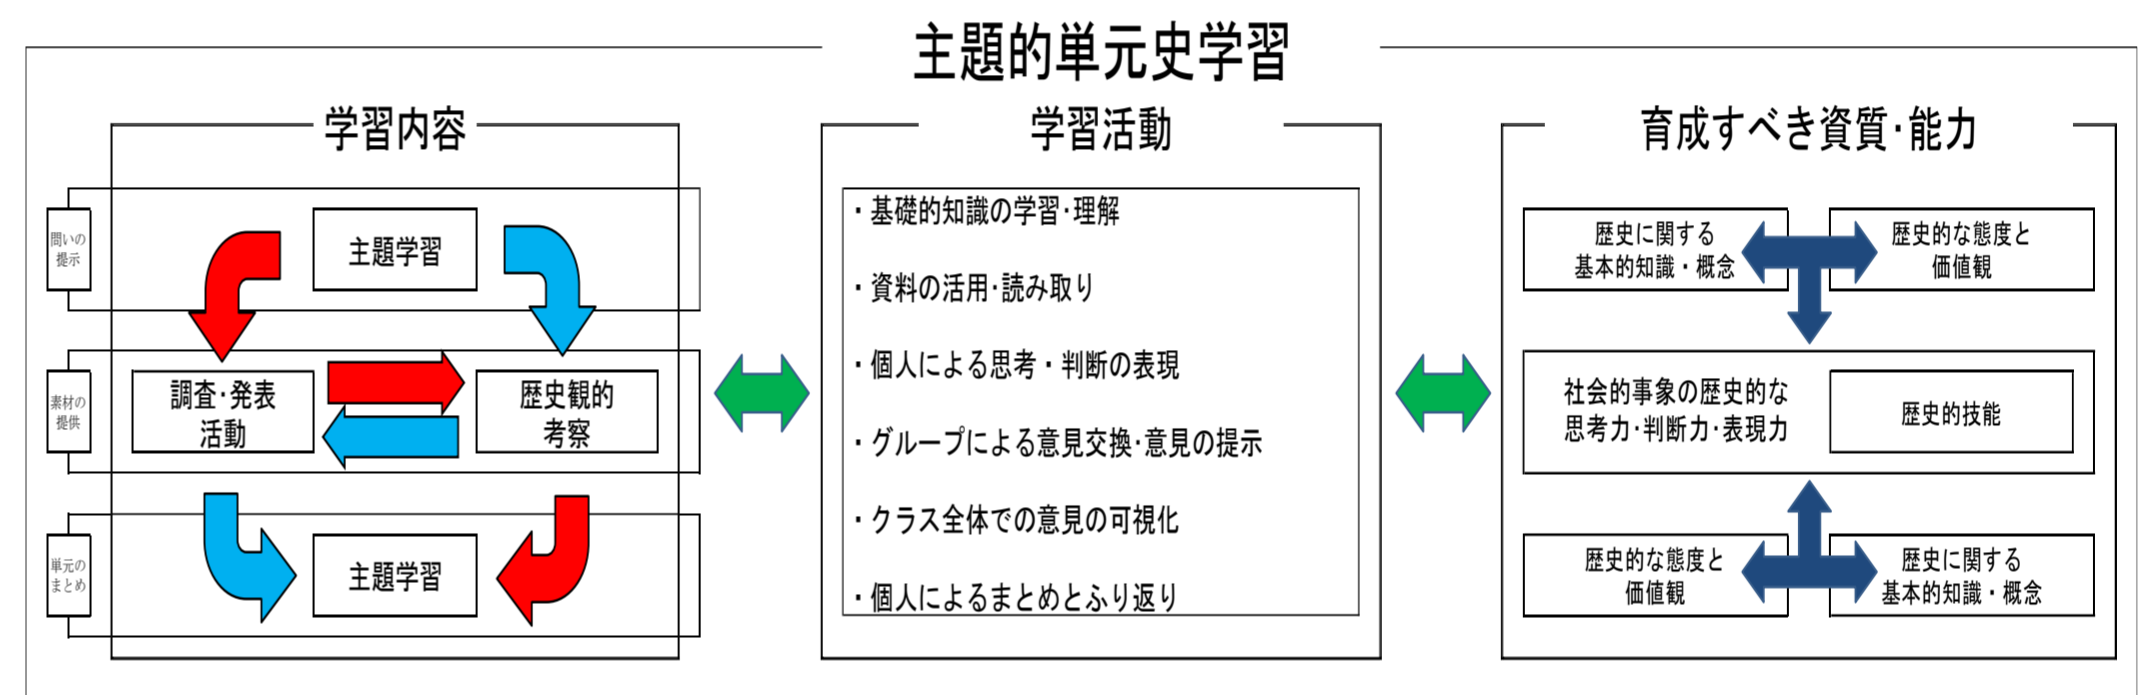 主題的単元史学習
学習内容
問いの
提示
主題学習
素材の
提供
調査・発表
活動
歴史観的
考察
単元の
まとめ
主題学習
学習活動
・基礎的知識の学習・理解
・資料の活用・読み取り
・個人による思考・判断の表現
・グループによる意見交換・意見の提示
・クラス全体での意見の可視化
・個人によるまとめとふり返り
育成すべき資質・能力
歴史に関する
基本的知識・概念
歴史的な態度と
価値観
社会的事象の歴史的な
思考力・判断力・表現力
歴史的技能
歴史的な態度と
価値観
歴史に関する
基本的知識・概念